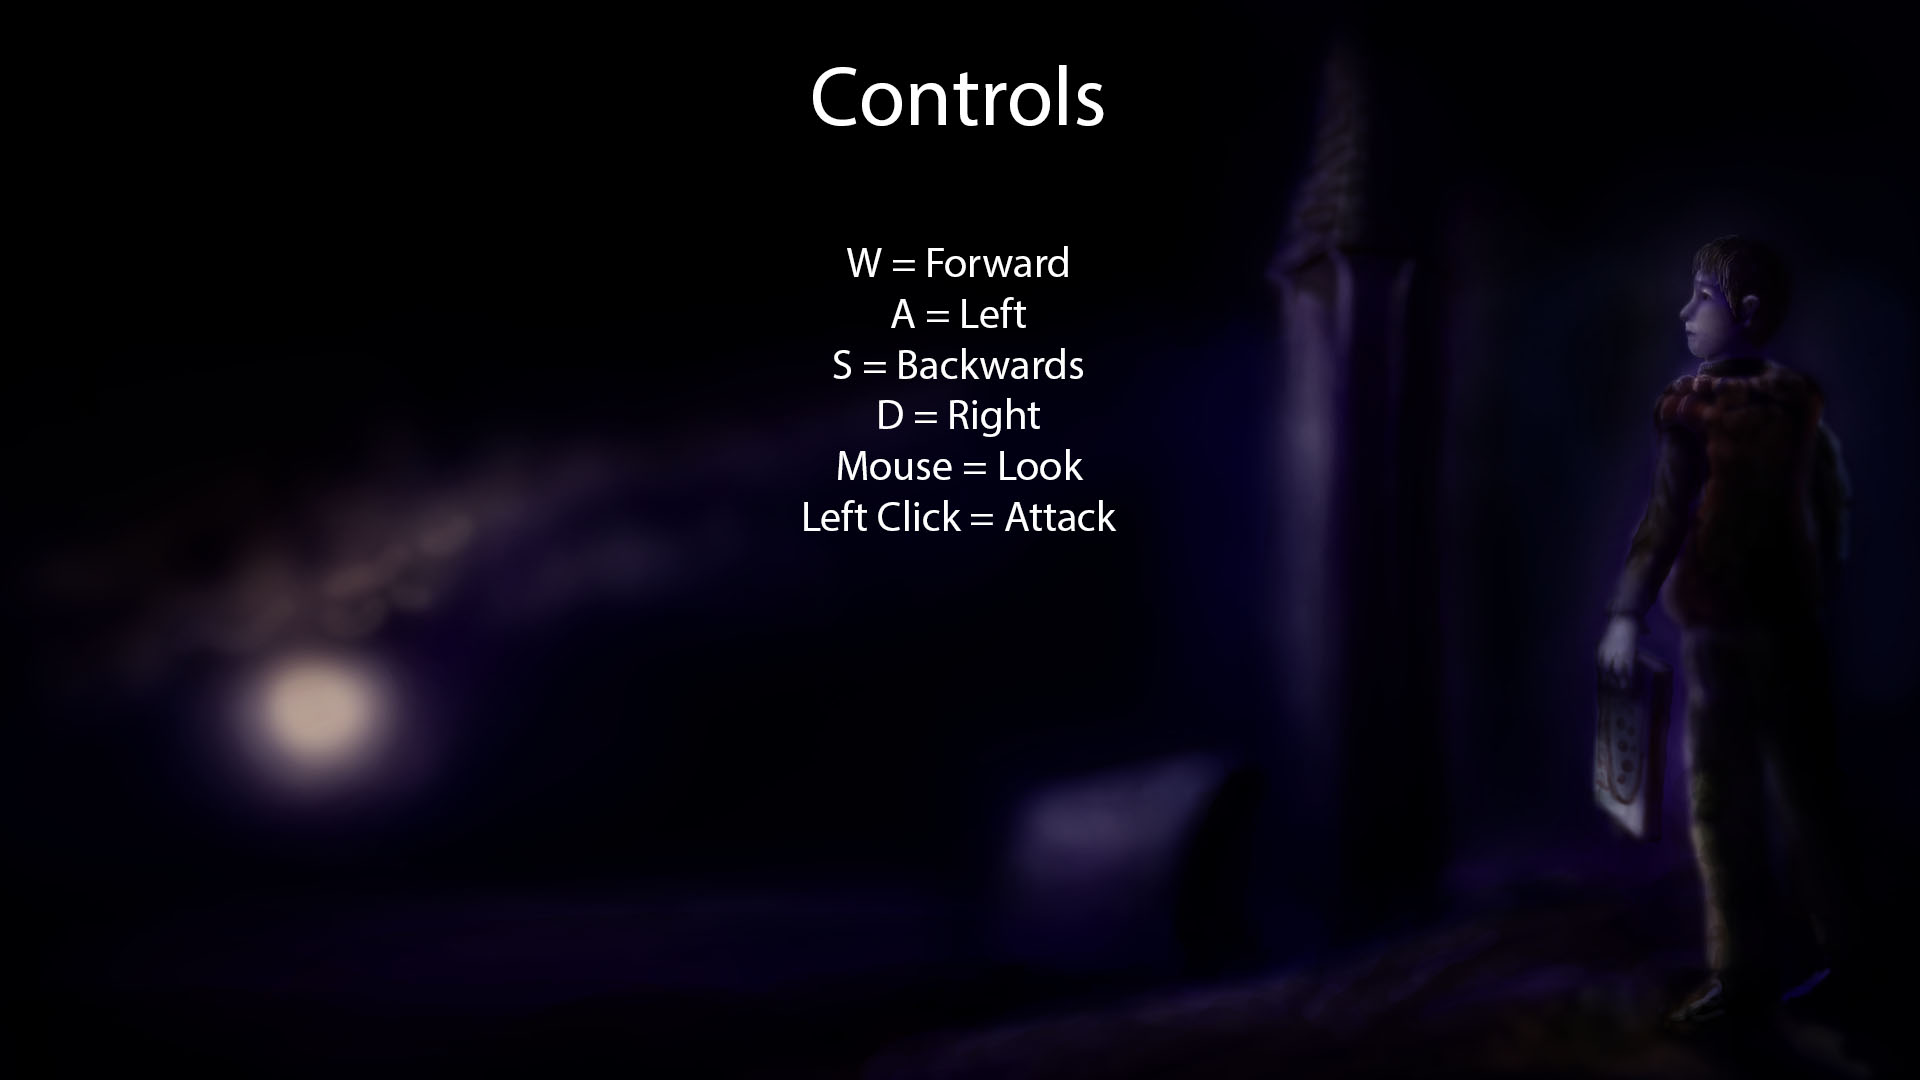 Controls
W = Forward
A = Left
S = Backwards
D = Right
Mouse = Look
Left Click = Attack